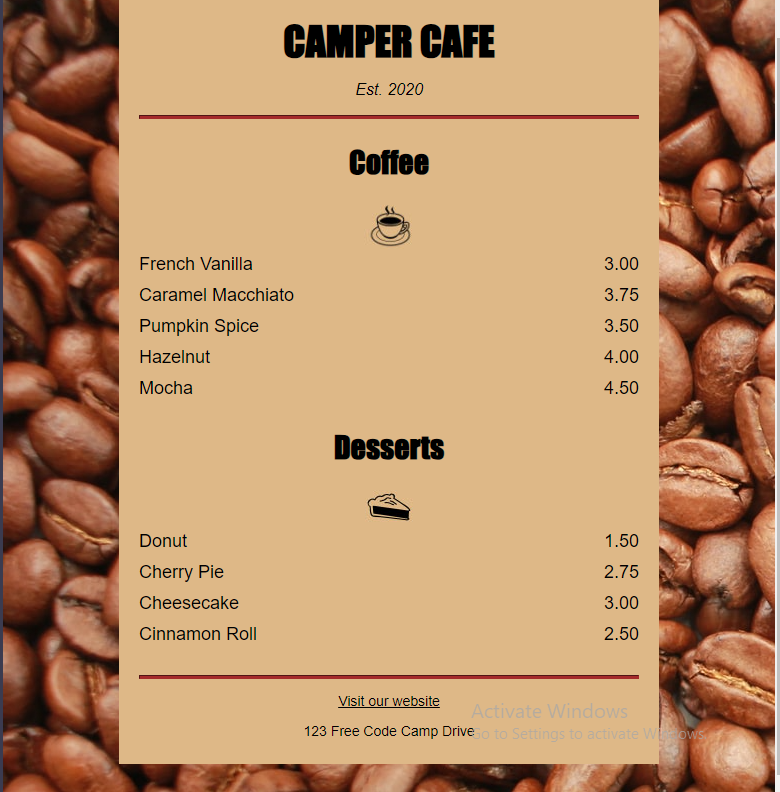 CAMPER CAFE
Est. 2020
Coffee
French Vanilla 3.00
Caramel Macchiato 3.75
Pumpkin Spice 3.50
Hazelnut 4.00
Mocha 4.50
Desserts
Donut 1.50
Cherry Pie 2.75
Cheesecake 3.00
Cinnamon Roll 2.50
Visit our website
Activate Windows
123 Free Code Camp Drive
Go to Settings to activate Windows